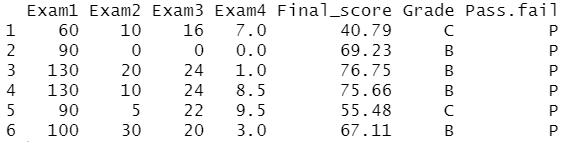 Exam1 Exam2 Exam3 Exam4 Final_score Grade Pass.fail
1 60 10 16 7.0 40.79 C P
2 90 0 0 0.0 69.23 B P
3 130 20 24 1.0 76.75 B P
4 130 10 24 8.5 75.66 B P
5 90 5 22 9.5 55.48 C P
6 100 30 20 3.0 67.11 B P